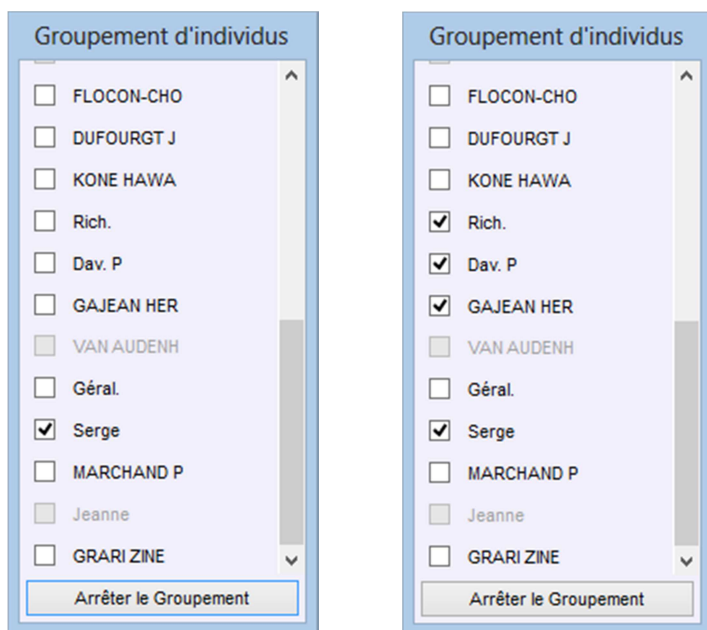 Groupement d'individus
FLOCON-CHO
DUFOURGT J
KONE HAWA
Rich.
Dav. P
GAJEAN HER
VAN AUDENH
Géral.
Serge
MARCHAND P
Jeanne
GRARI ZINE
Arrêter le Groupement
Groupement d'individus
FLOCON-CHO
DUFOURGT J
KONE HAWA
Rich.
Dav. P
GAJEAN HER
VAN AUDENH
Géral.
Serge
MARCHAND P
Jeanne
GRARI ZINE
Arrêter le Groupement